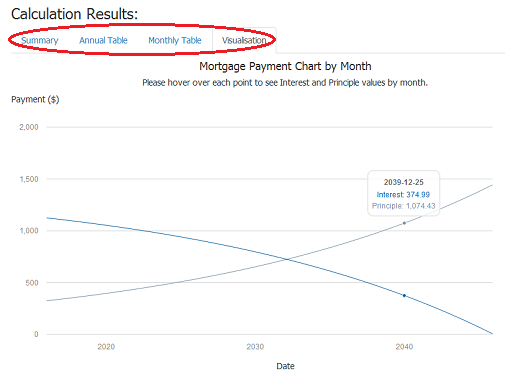 Calculation Results:
Summary Annual Table Monthly Table Visualisation
Mortgage Payment Chart by Month
Please hover over each point to see Interest and Principle values by month.
Payment ($)
2,000
1,500
2039-12-25
Interest: 374.99
Principle: 1,074.43
1,000
500
0
2020 2030 2040
Date